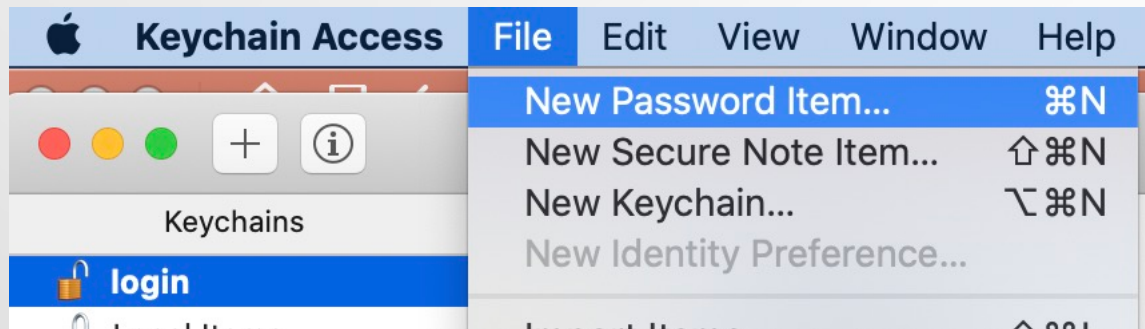 Keychain Access File Edit View Window Help
New Password Item... ⌘N
New Secure Note Item... ⇧⌘N
New Keychain... ⌥⌘N
New Identity Preference...
Keychains
login